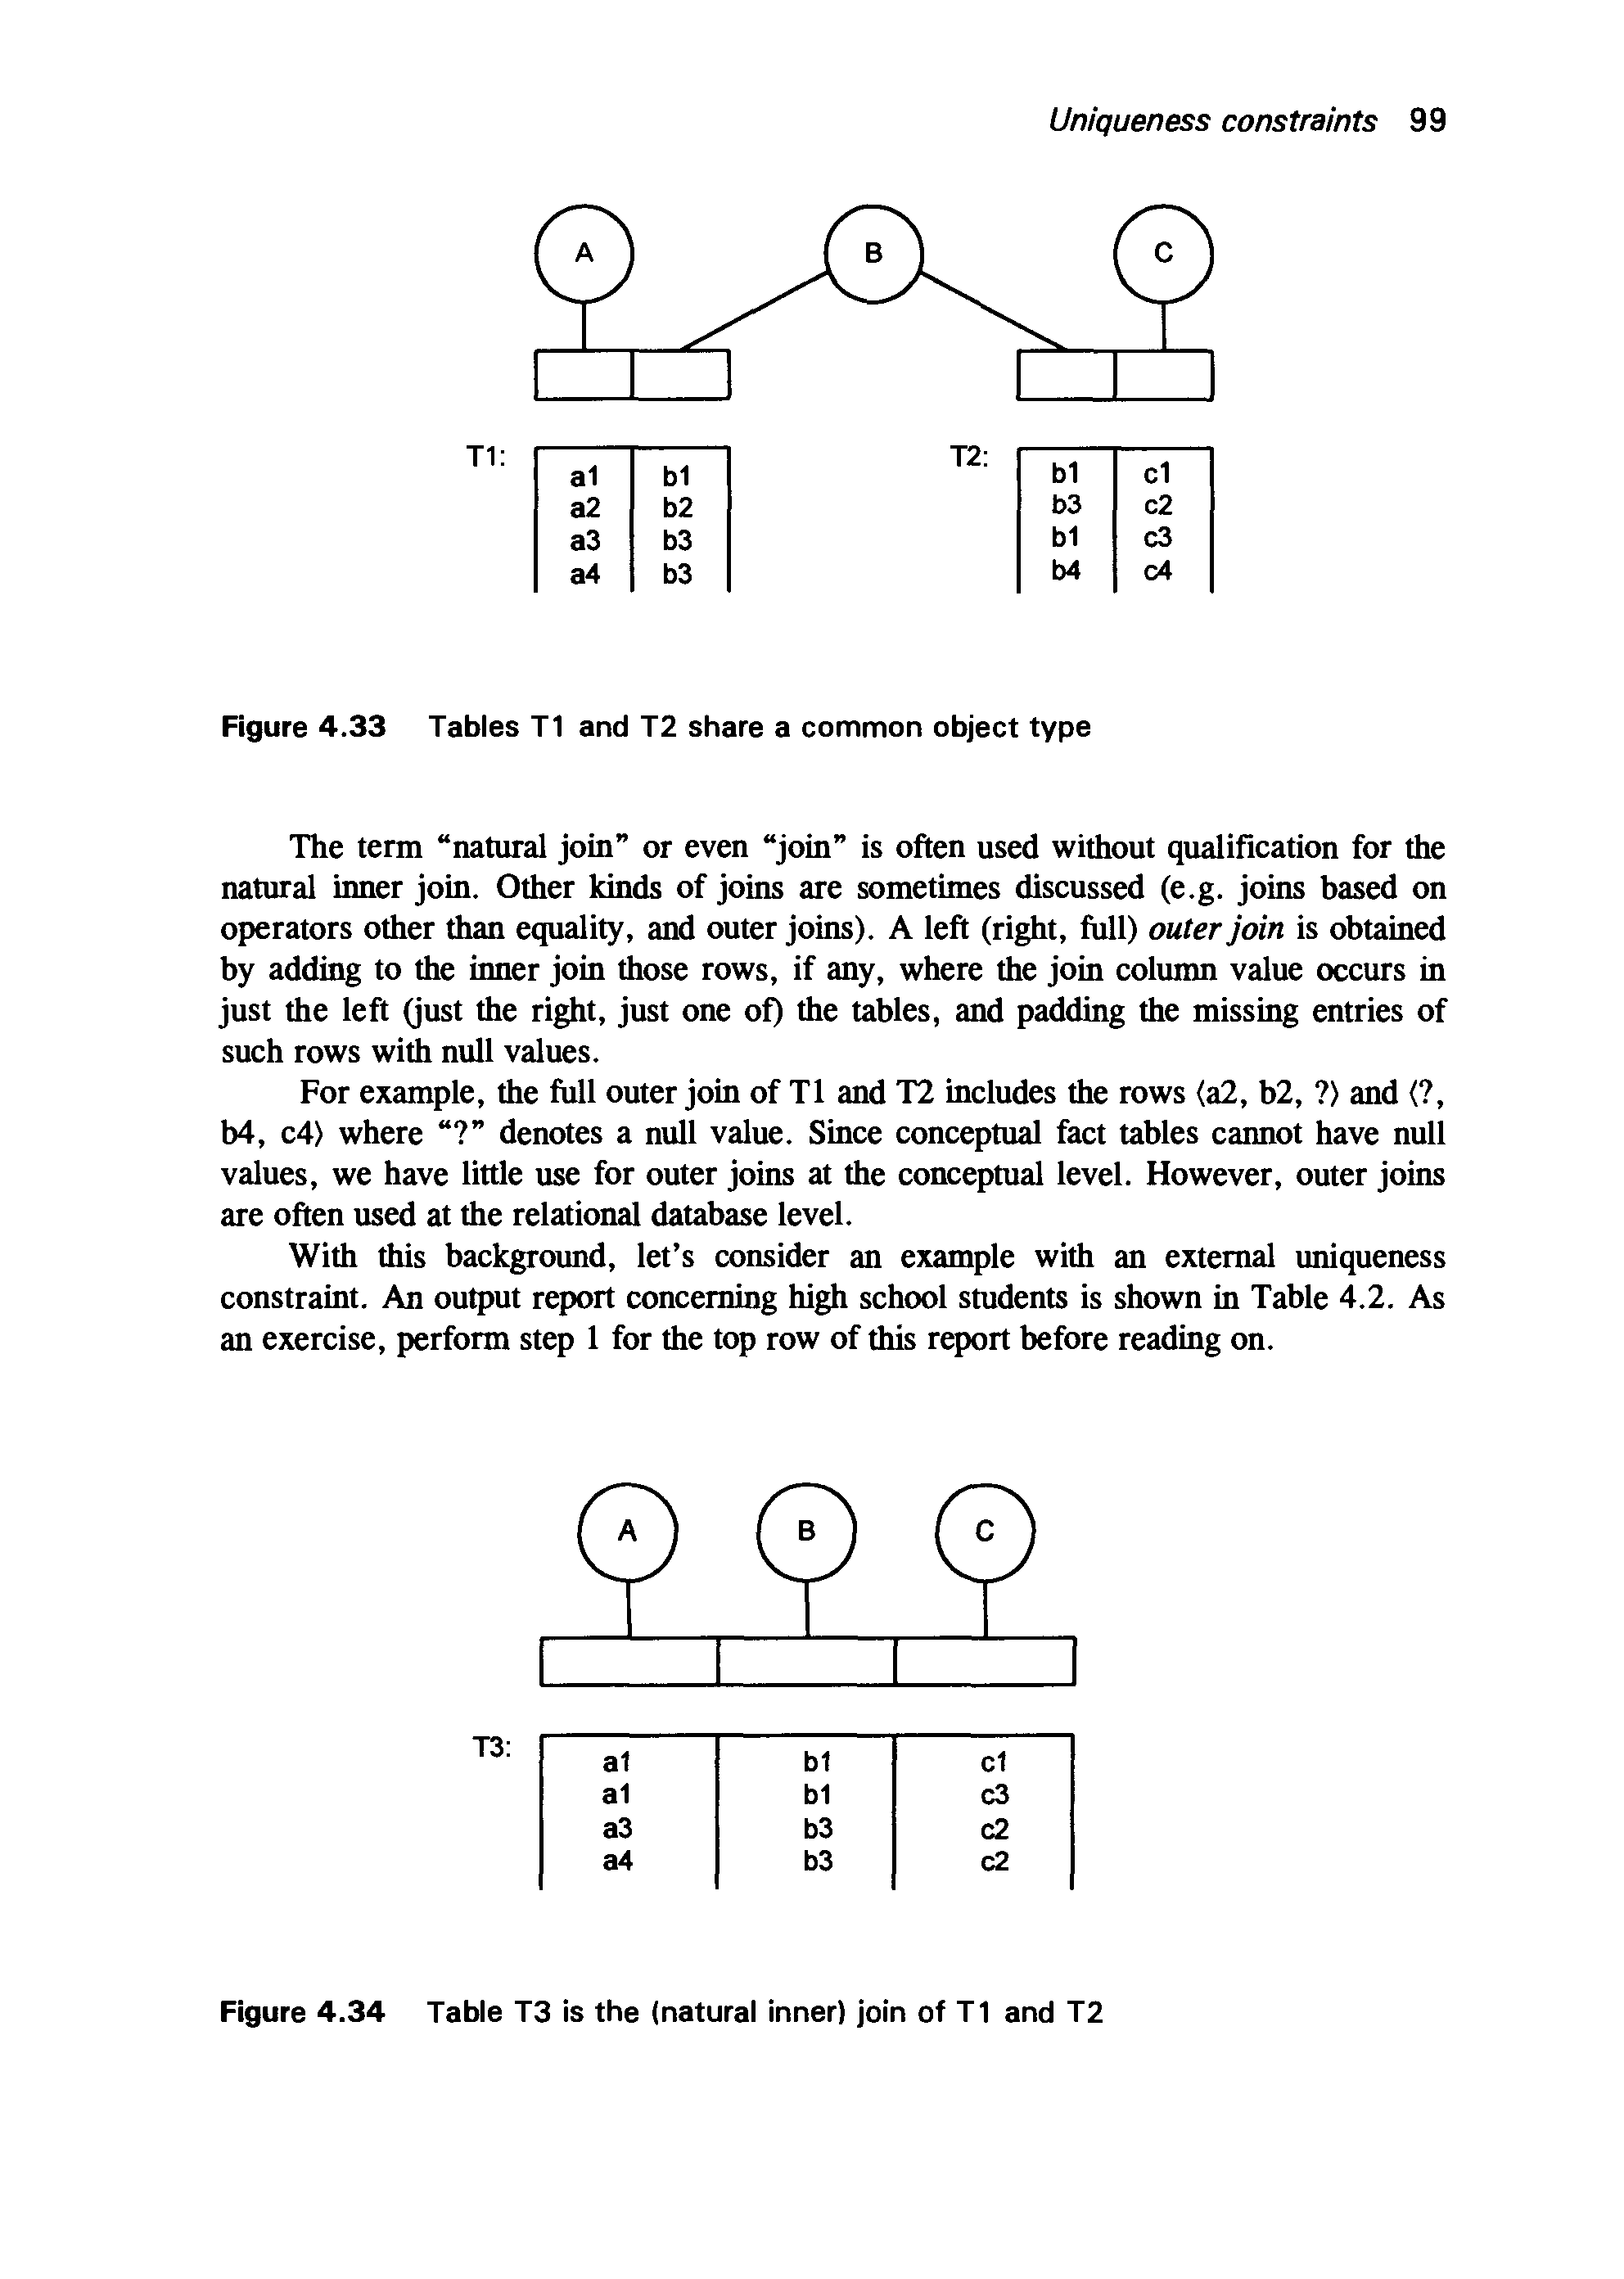 Uniqueness constraints 99
A B C
T1: T2:
a1 b1 b1 c1
a2 b2 b3 c2
a3 b3 b1 c3
a4 b3 b4 c4
Figure 4.33 Tables T1 and T2 share a common object type
The term “natural join” or even “join” is often used without qualification for the
natural inner join. Other kinds of joins are sometimes discussed (e.g. joins based on
operators other than equality, and outer joins). A left (right, full) outer join is obtained
by adding to the inner join those rows, if any, where the join column value occurs in
just the left (just the right, just one of) the tables, and padding the missing entries of
such rows with null values.
For example, the full outer join of T1 and T2 includes the rows ⟨a2, b2, ?⟩ and ⟨?,
b4, c4⟩ where “?” denotes a null value. Since conceptual fact tables cannot have null
values, we have little use for outer joins at the conceptual level. However, outer joins
are often used at the relational database level.
With this background, let’s consider an example with an external uniqueness
constraint. An output report concerning high school students is shown in Table 4.2. As
an exercise, perform step 1 for the top row of this report before reading on.
A B C
T3:
a1 b1 c1
a1 b1 c3
a3 b3 c2
a4 b3 c2
Figure 4.34 Table T3 is the (natural inner) join of T1 and T2